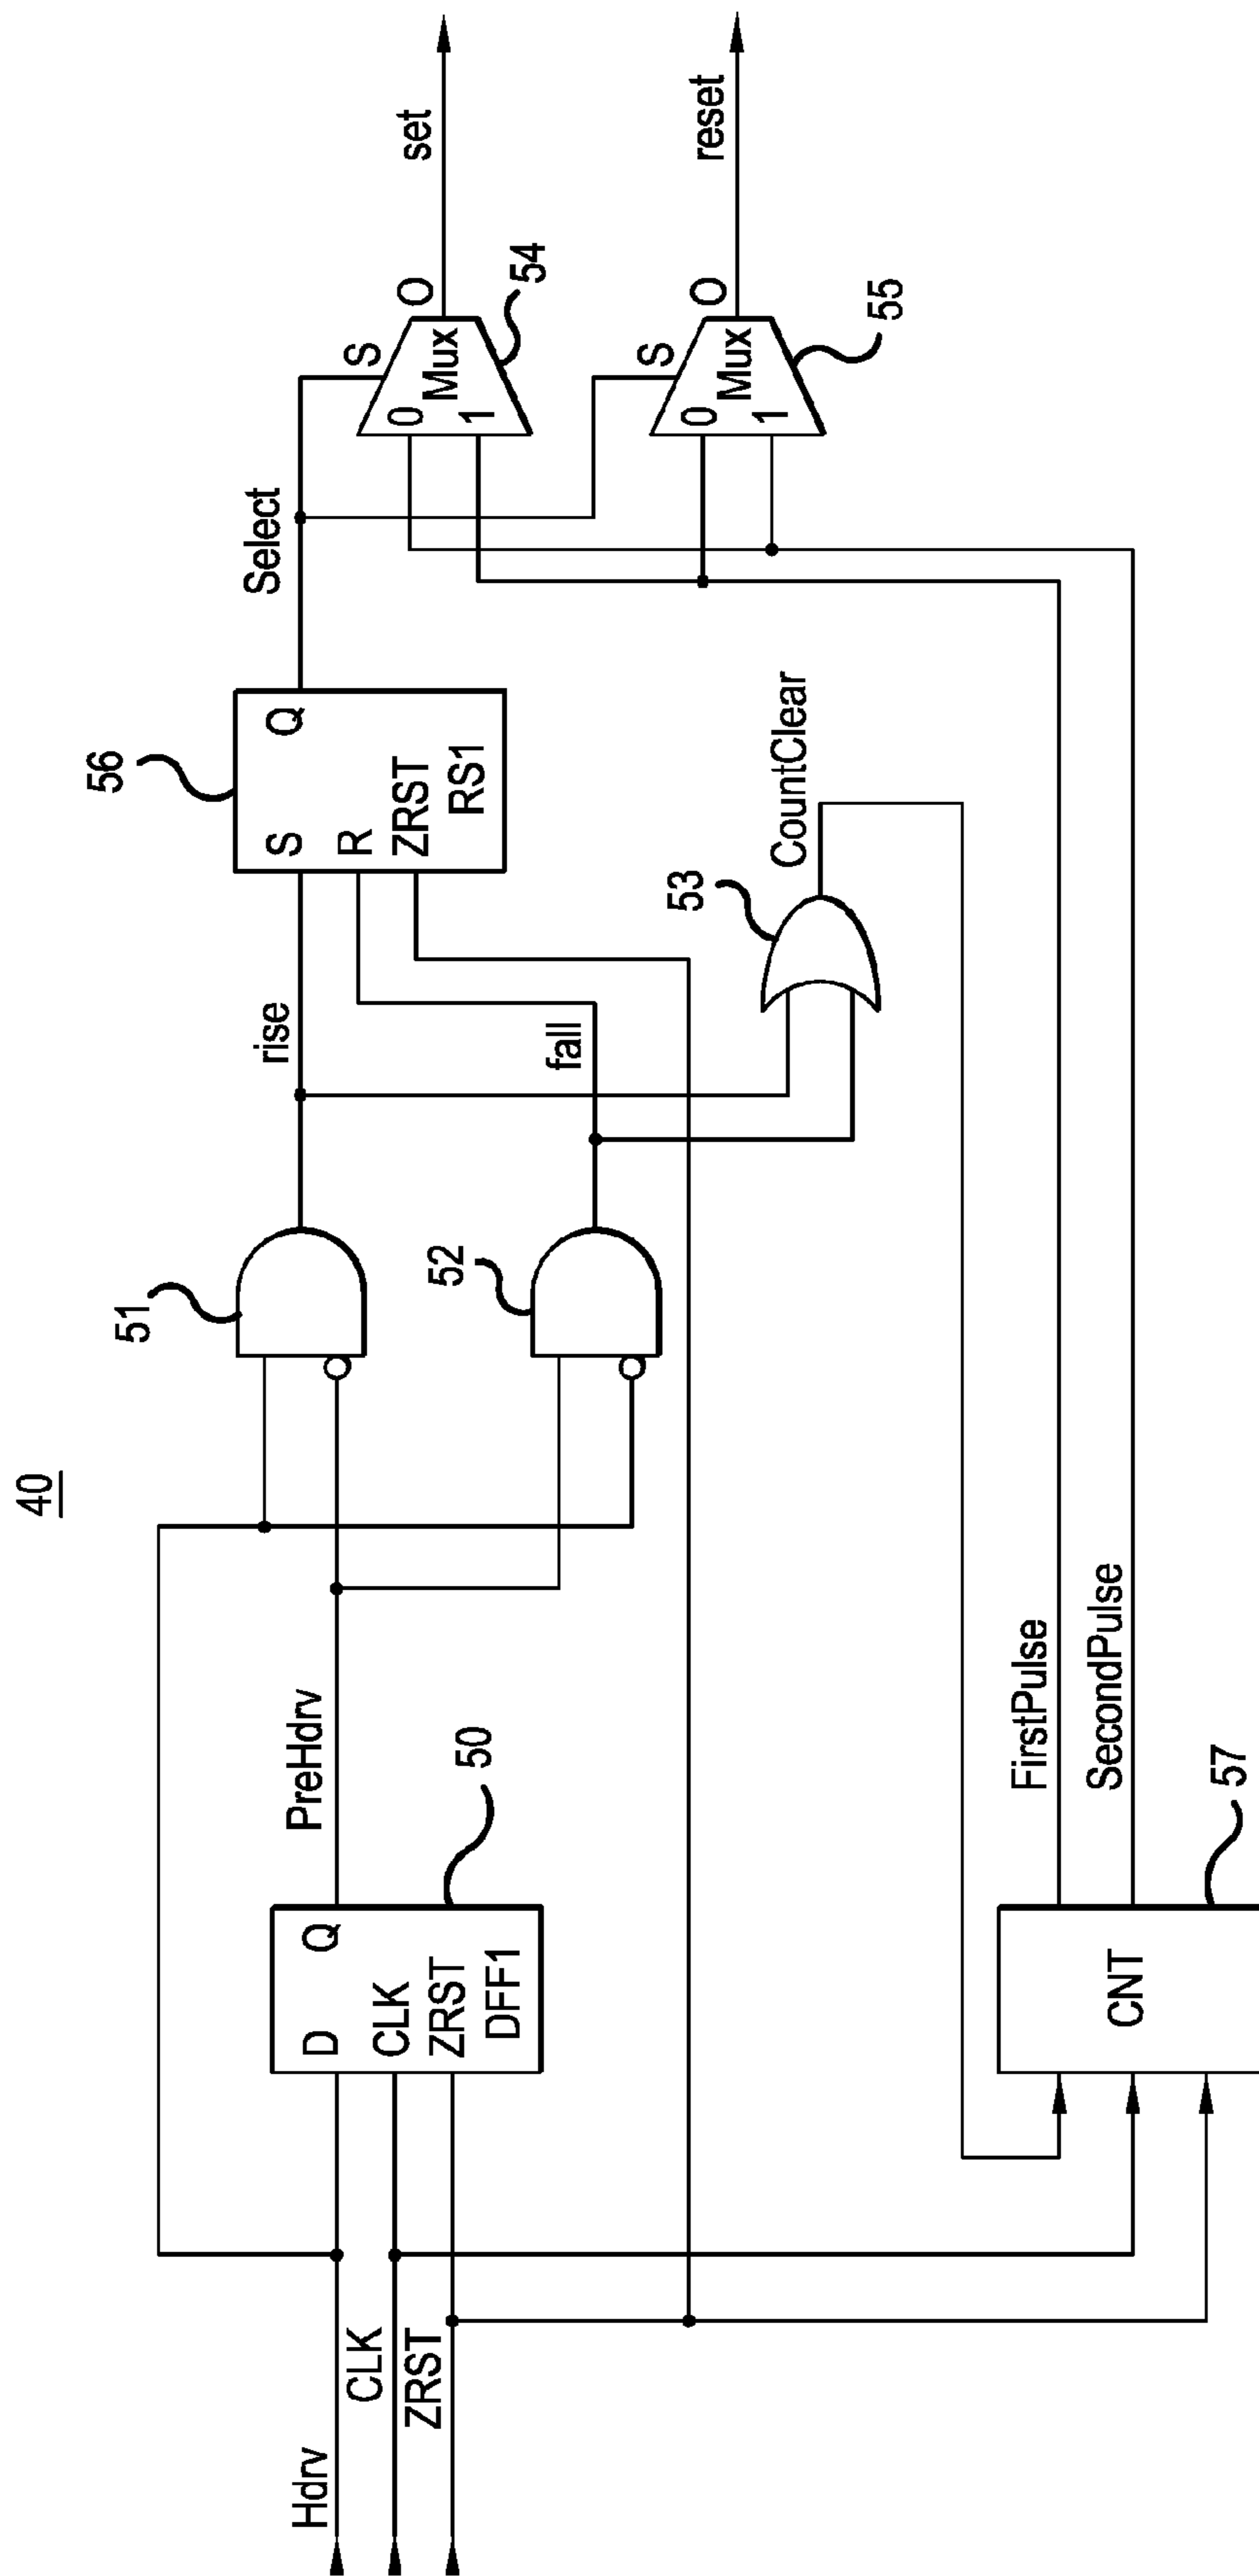 40
Hdrv
CLK
ZRST
D
Q
CLK
ZRST
DFF1
50
PreHdrv
51
52
rise
fall
56
S
Q
R
ZRST
RS1
Select
53
CountClear
S
0
1
Mux
O
54
set
S
0
1
Mux
O
55
reset
CNT
57
FirstPulse
SecondPulse